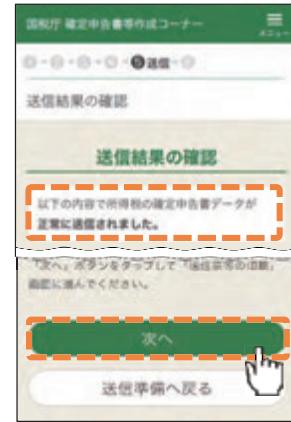 国税庁 確定申告書等作成コーナー
メニュー
送信
送信結果の確認
送信結果の確認
以下の内容で所得税の確定申告書データが
正常に送信されました。
「次へ」ボタンをタップして「送信票等の印刷」
画面に進んでください。
次へ
送信準備へ戻る